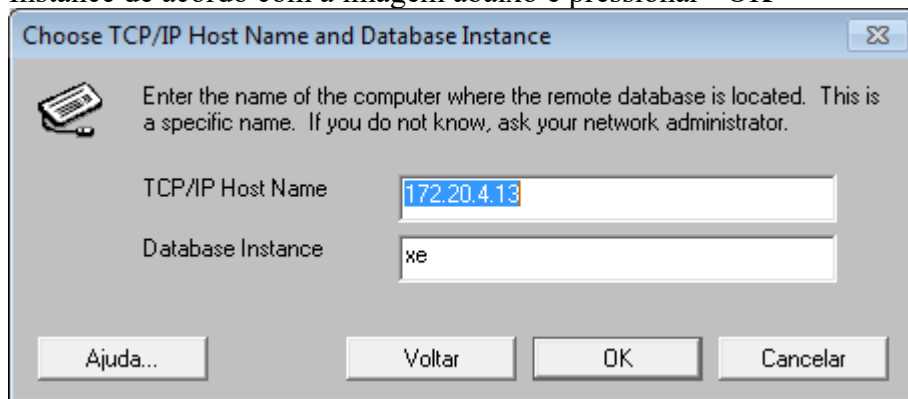 instance de acordo com a imagem abaixo e pressionar "OK"
Choose TCP/IP Host Name and Database Instance
Enter the name of the computer where the remote database is located. This is
a specific name. If you do not know, ask your network administrator.
TCP/IP Host Name
172.20.4.13
Database Instance
xe
Ajuda...
Voltar
OK
Cancelar